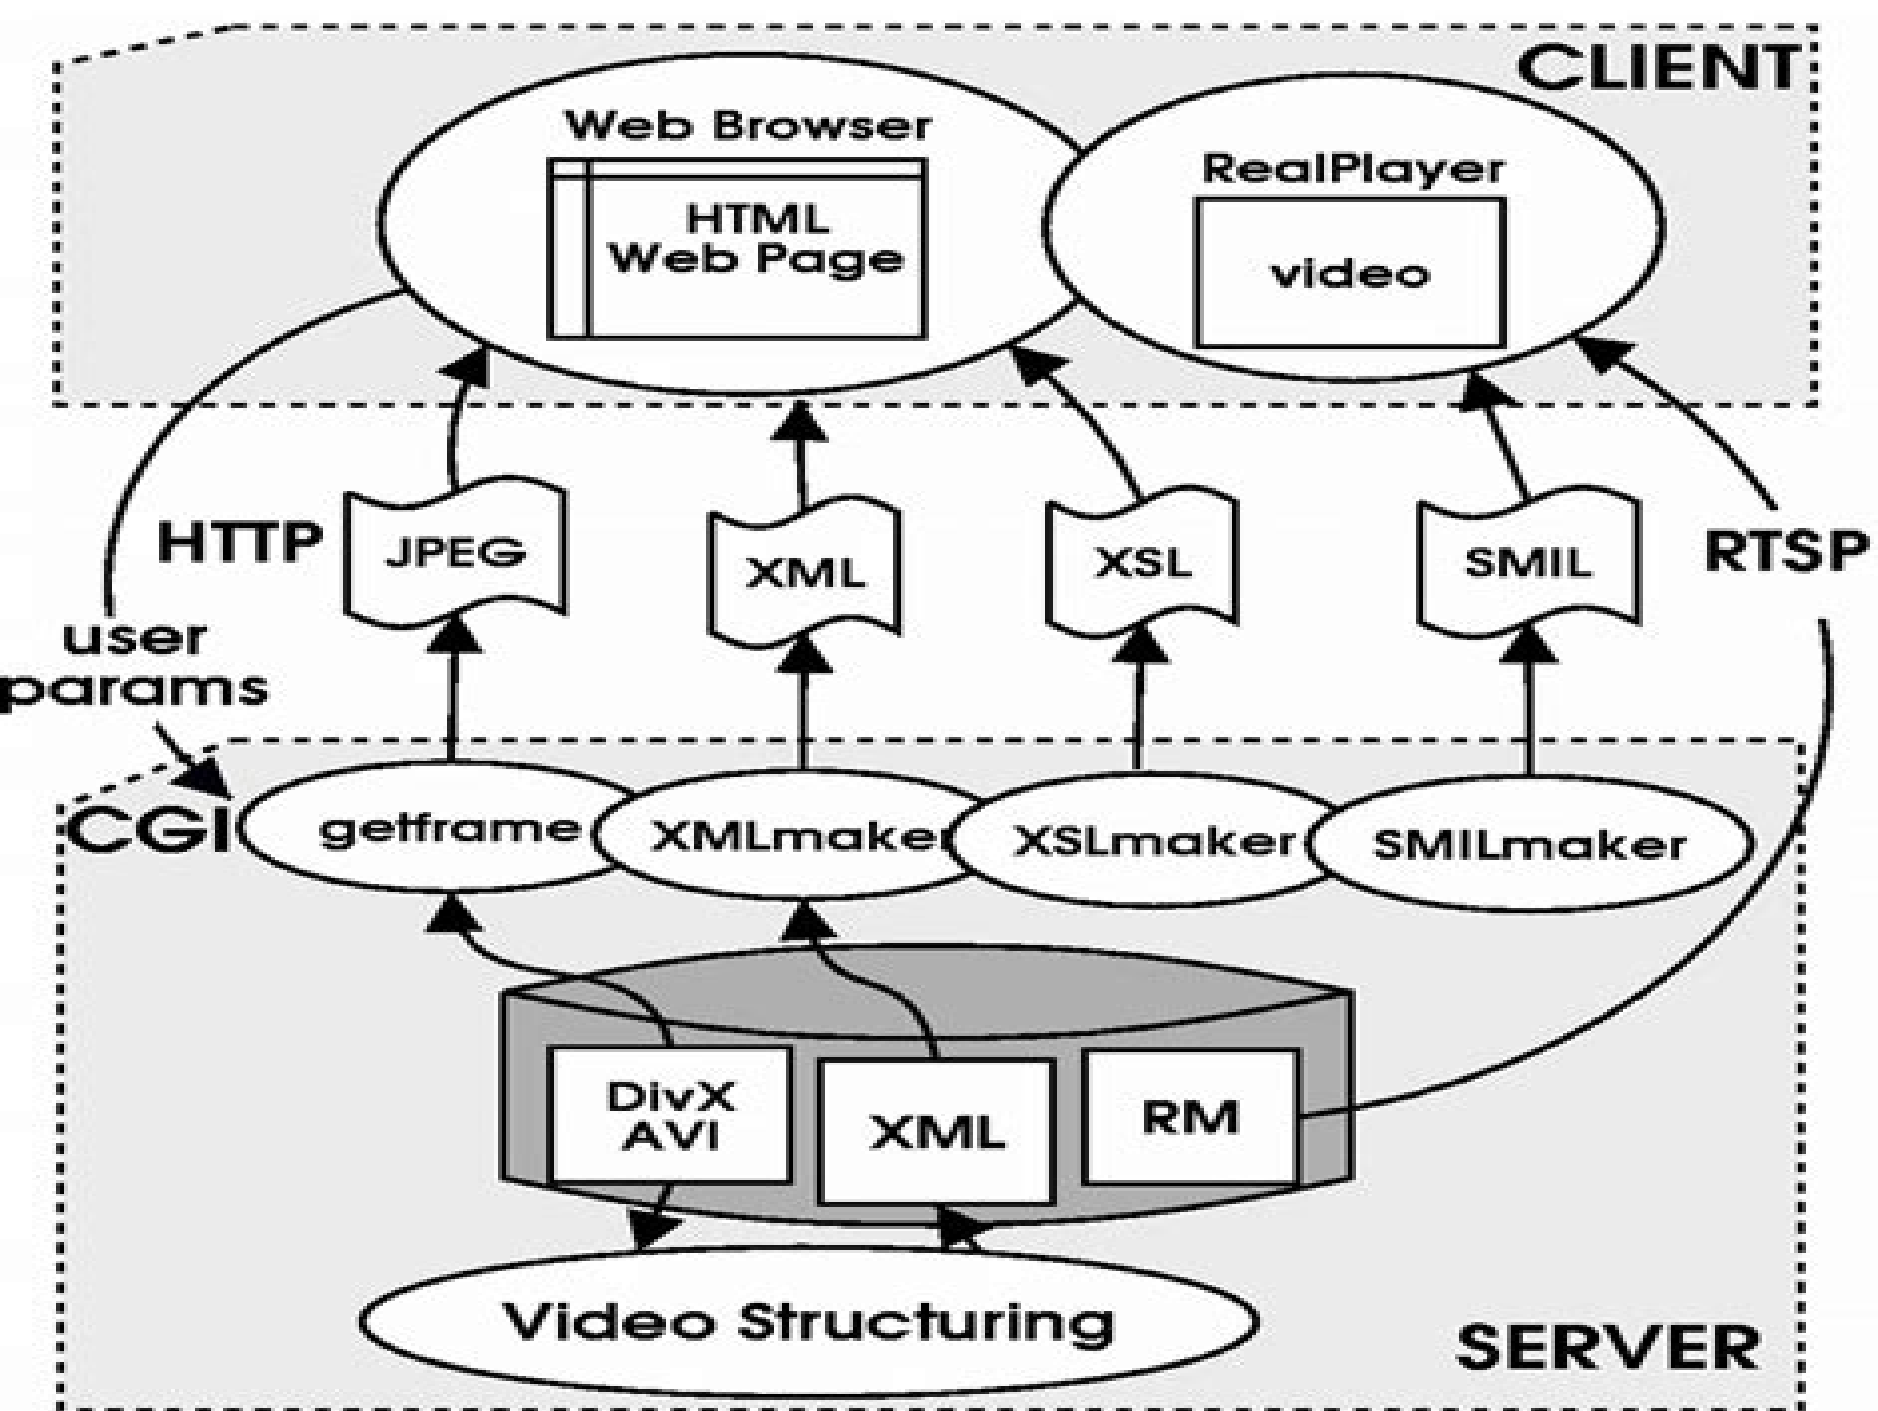 CLIENT
Web Browser
RealPlayer
HTML
Web Page
video
HTTP
JPEG
XML
XSL
SMIL
RTSP
user
params
CGI
getframe
XMLmaker
XSLmaker
SMILmaker
DivX
AVI
XML
RM
Video Structuring
SERVER